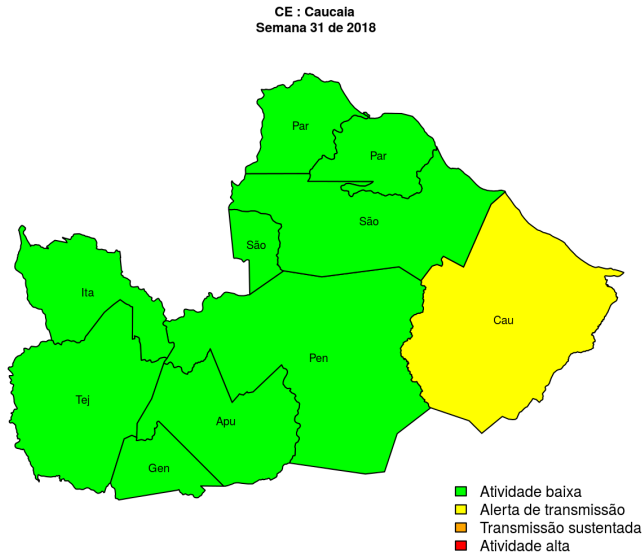 CE : Caucaia
Semana 31 de 2018
Par
Par
São
São
Ita
Cau
Pen
Tej
Apu
Gen
Atividade baixa
Alerta de transmissão
Transmissão sustentada
Atividade alta